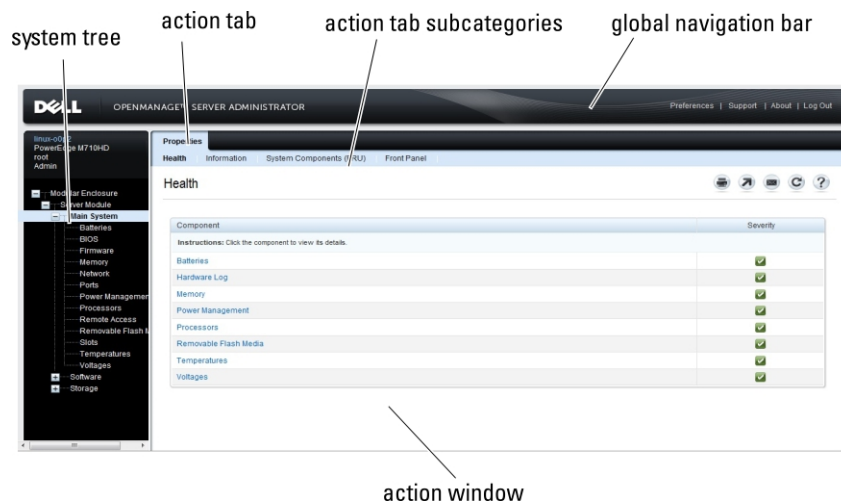 action tab
action tab subcategories
global navigation bar
system tree
DELL
OPENMANAGE™ SERVER ADMINISTRATOR
Preferences | Support | About | Log Out
PowerEdge M710HD
root
Admin
Properties
Health
Information
System Components (FRU)
Front Panel
Health
Modular Enclosure
Server Module
Main System
Batteries
BIOS
Firmware
Memory
Network
Ports
Power Managemen
Processors
Remote Access
Removable Flash M
Slots
Temperatures
Voltages
Software
Storage
Component
Severity
Instructions: Click the component to view its details.
Batteries
Hardware Log
Memory
Power Management
Processors
Removable Flash Media
Temperatures
Voltages
action window